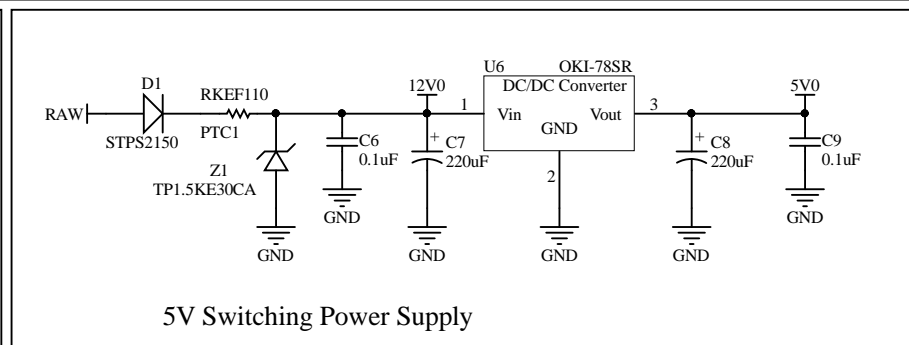 U6 OKI-78SR
D1 RKEF110 12V0 DC/DC Converter 5V0
RAW 1 Vin Vout 3
GND
STPS2150 PTC1 + C6 C7 + C8 C9
0.1uF 220uF 220uF 0.1uF
Z1 2
TP1.5KE30CA
GND GND
GND GND GND GND
5V Switching Power Supply